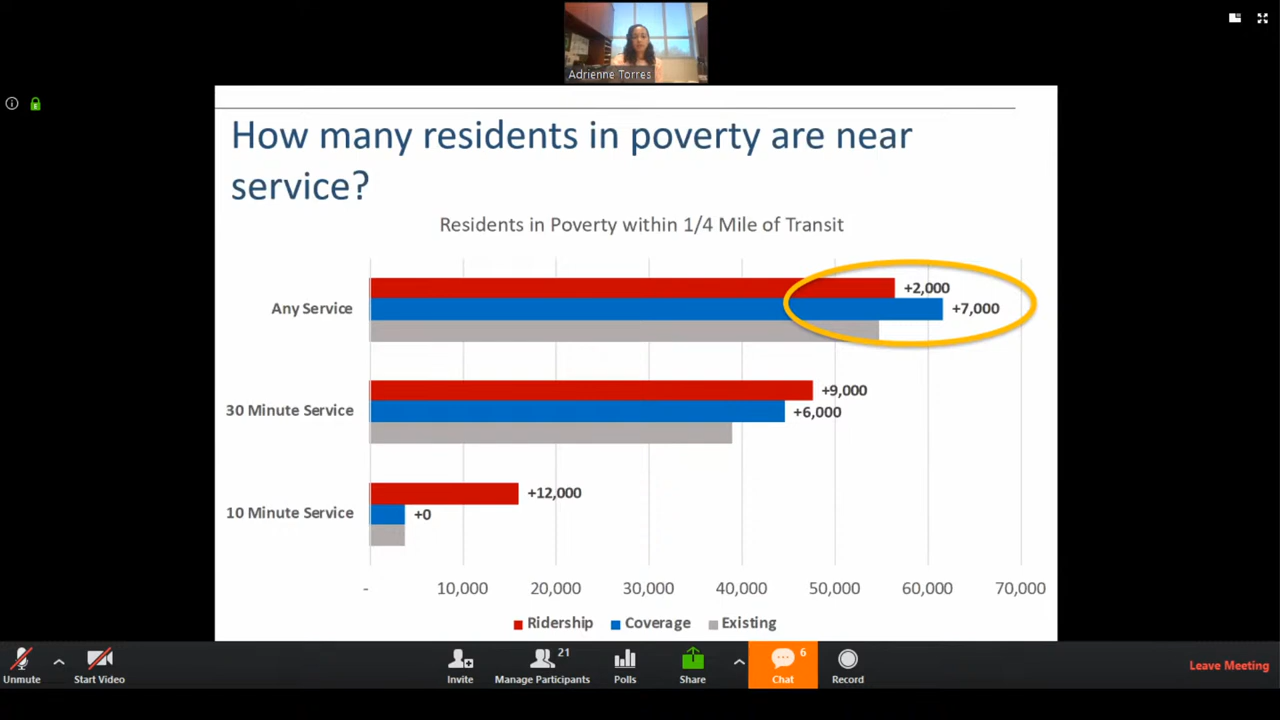 Adrienne Torres
How many residents in poverty are near
service?
Residents in Poverty within 1/4 Mile of Transit
Any Service
+2,000
+7,000
30 Minute Service
+9,000
+6,000
10 Minute Service
+12,000
+0
- 10,000 20,000 30,000 40,000 50,000 60,000 70,000
Ridership Coverage Existing
Unmute Start Video Invite Manage Participants 21 Polls Share Chat 6 Record Leave Meeting